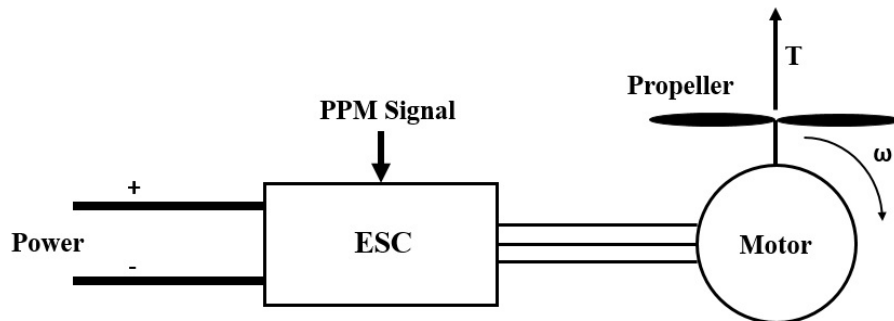 T
Propeller
PPM Signal
ω
+
Power
ESC
Motor
-